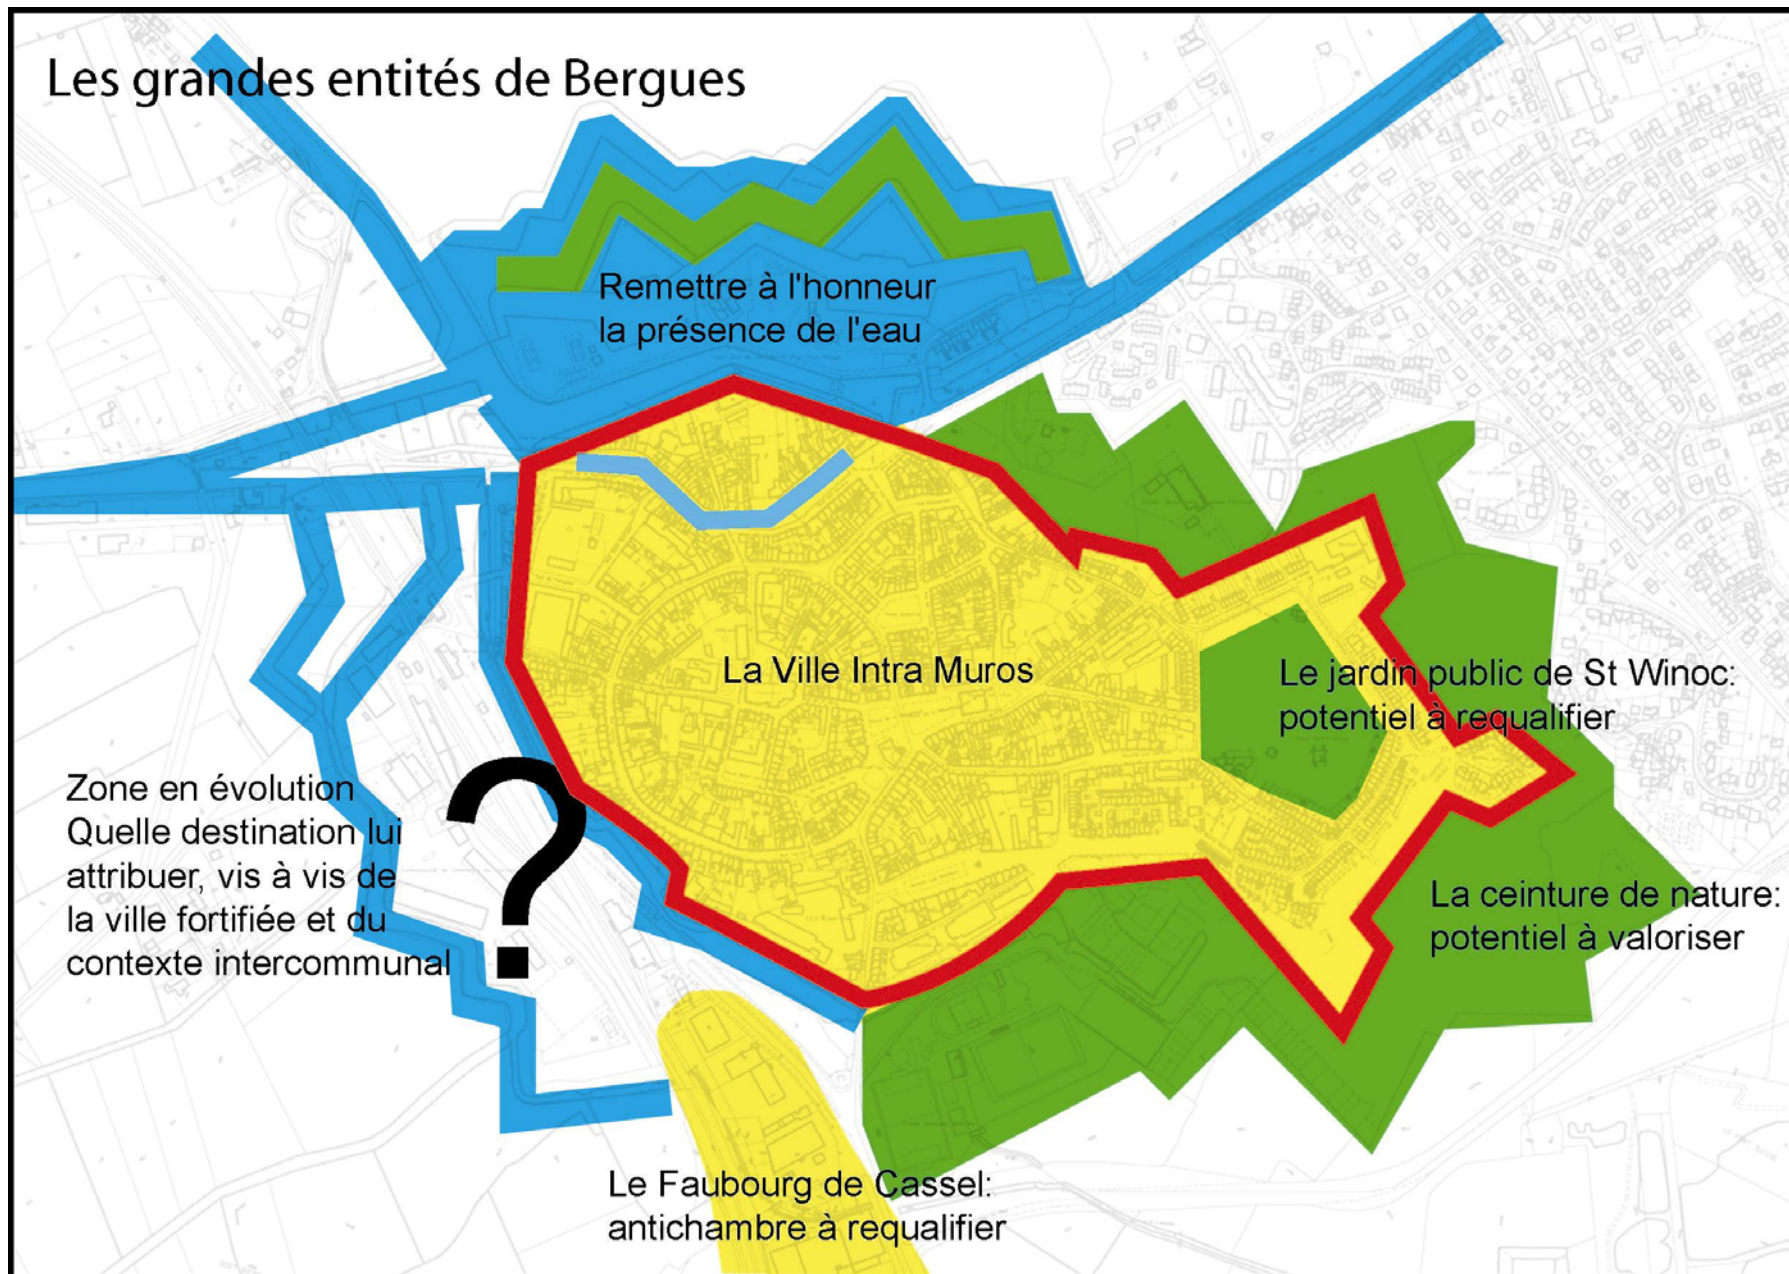 Les grandes entités de Bergues
Remettre à l'honneur
la présence de l'eau
La Ville Intra Muros
Le jardin public de St Winoc:
potentiel à requalifier
Zone en évolution
Quelle destination lui
attribuer, vis à vis de
la ville fortifiée et du
contexte intercommunal
?
La ceinture de nature:
potentiel à valoriser
Le Faubourg de Cassel:
antichambre à requalifier